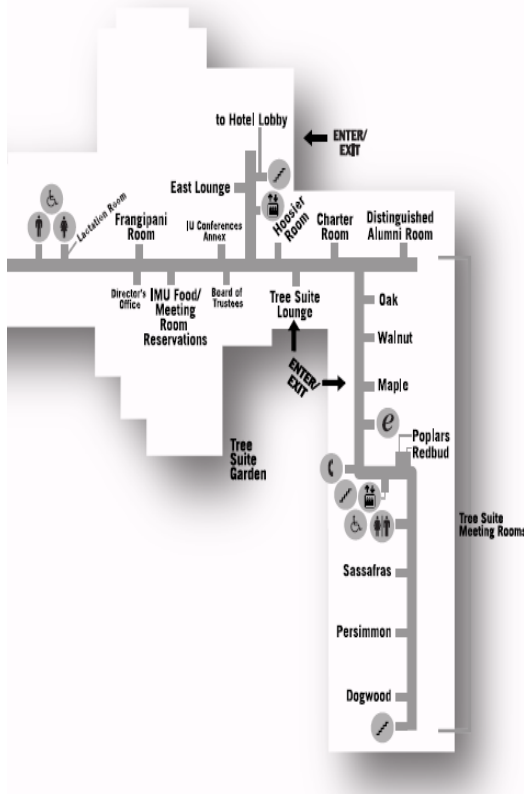 to Hotel Lobby
ENTER/
EXIT
East Lounge
Lactation Room
Frangipani
Room
IU Conferences
Annex
Hoosier
Room
Charter
Room
Distinguished
Alumni Room
Director's
Office
IMU Food/
Meeting
Room
Reservations
Board of
Trustees
Tree Suite
Lounge
Oak
Walnut
ENTER/
EXIT
Maple
e
Poplars
Redbud
Tree
Suite
Garden
Tree Suite
Meeting Rooms
Sassafras
Persimmon
Dogwood